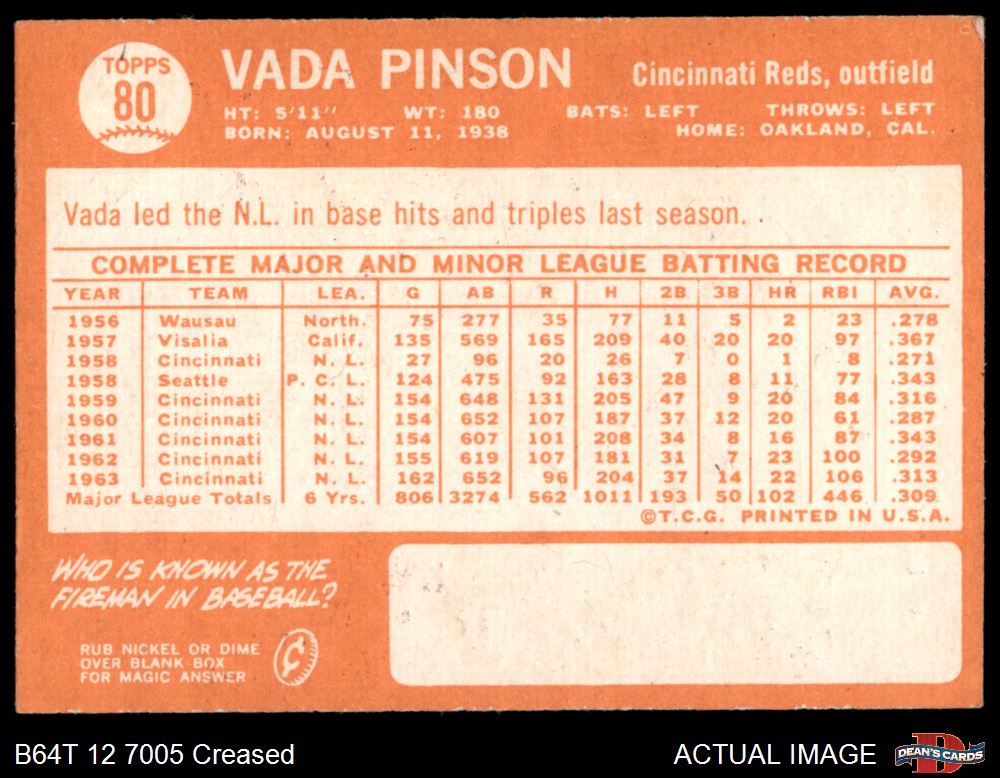 TOPPS
80
VADA PINSON
Cincinnati Reds, outfield
HT: 5'11'' WT: 180 BATS: LEFT THROWS: LEFT
BORN: AUGUST 11, 1938 HOME: OAKLAND, CAL.
Vada led the N.L. in base hits and triples last season.
COMPLETE MAJOR AND MINOR LEAGUE BATTING RECORD
YEAR TEAM LEA. G AB R H 2B 3B HR RBI AVG.
1956 Wausau North. 75 277 35 77 11 5 2 23 .278
1957 Visalia Calif. 135 569 165 209 40 20 20 97 .367
1958 Cincinnati N. L. 27 96 20 26 7 0 1 8 .271
1958 Seattle P. C. L. 124 475 92 163 28 8 11 77 .343
1959 Cincinnati N. L. 154 648 131 205 47 9 20 84 .316
1960 Cincinnati N. L. 154 652 107 187 37 12 20 61 .287
1961 Cincinnati N. L. 154 607 101 208 34 8 16 87 .343
1962 Cincinnati N. L. 155 619 107 181 31 7 23 100 .292
1963 Cincinnati N. L. 162 652 96 204 37 14 22 106 .313
Major League Totals 6 Yrs. 806 3274 562 1011 193 50 102 446 .309
©T.C.G. PRINTED IN U.S.A.
WHO IS KNOWN AS THE
FIREMAN IN BASEBALL?
RUB NICKEL OR DIME
OVER BLANK BOX
FOR MAGIC ANSWER
¢
B64T 12 7005 Creased
ACTUAL IMAGE
DEAN'S CARDS